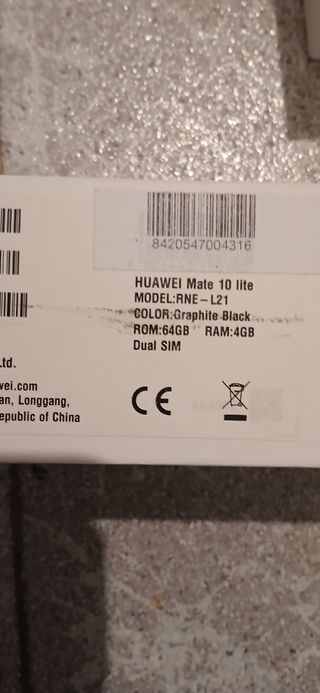 8420547004316
HUAWEI Mate 10 lite
MODEL:RNE-L21
COLOR:Graphite Black
ROM:64GB RAM:4GB
Dual SIM
Ltd.
wei.com
an, Longgang,
epublic of China
CE